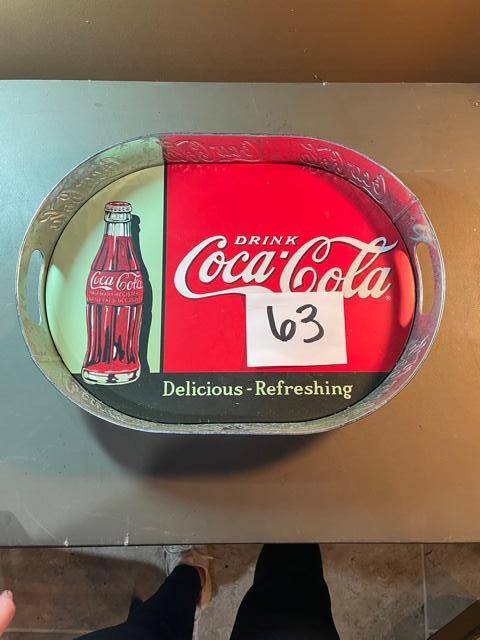 DRINK
Coca-Cola®
Coca-Cola
63
Delicious - Refreshing